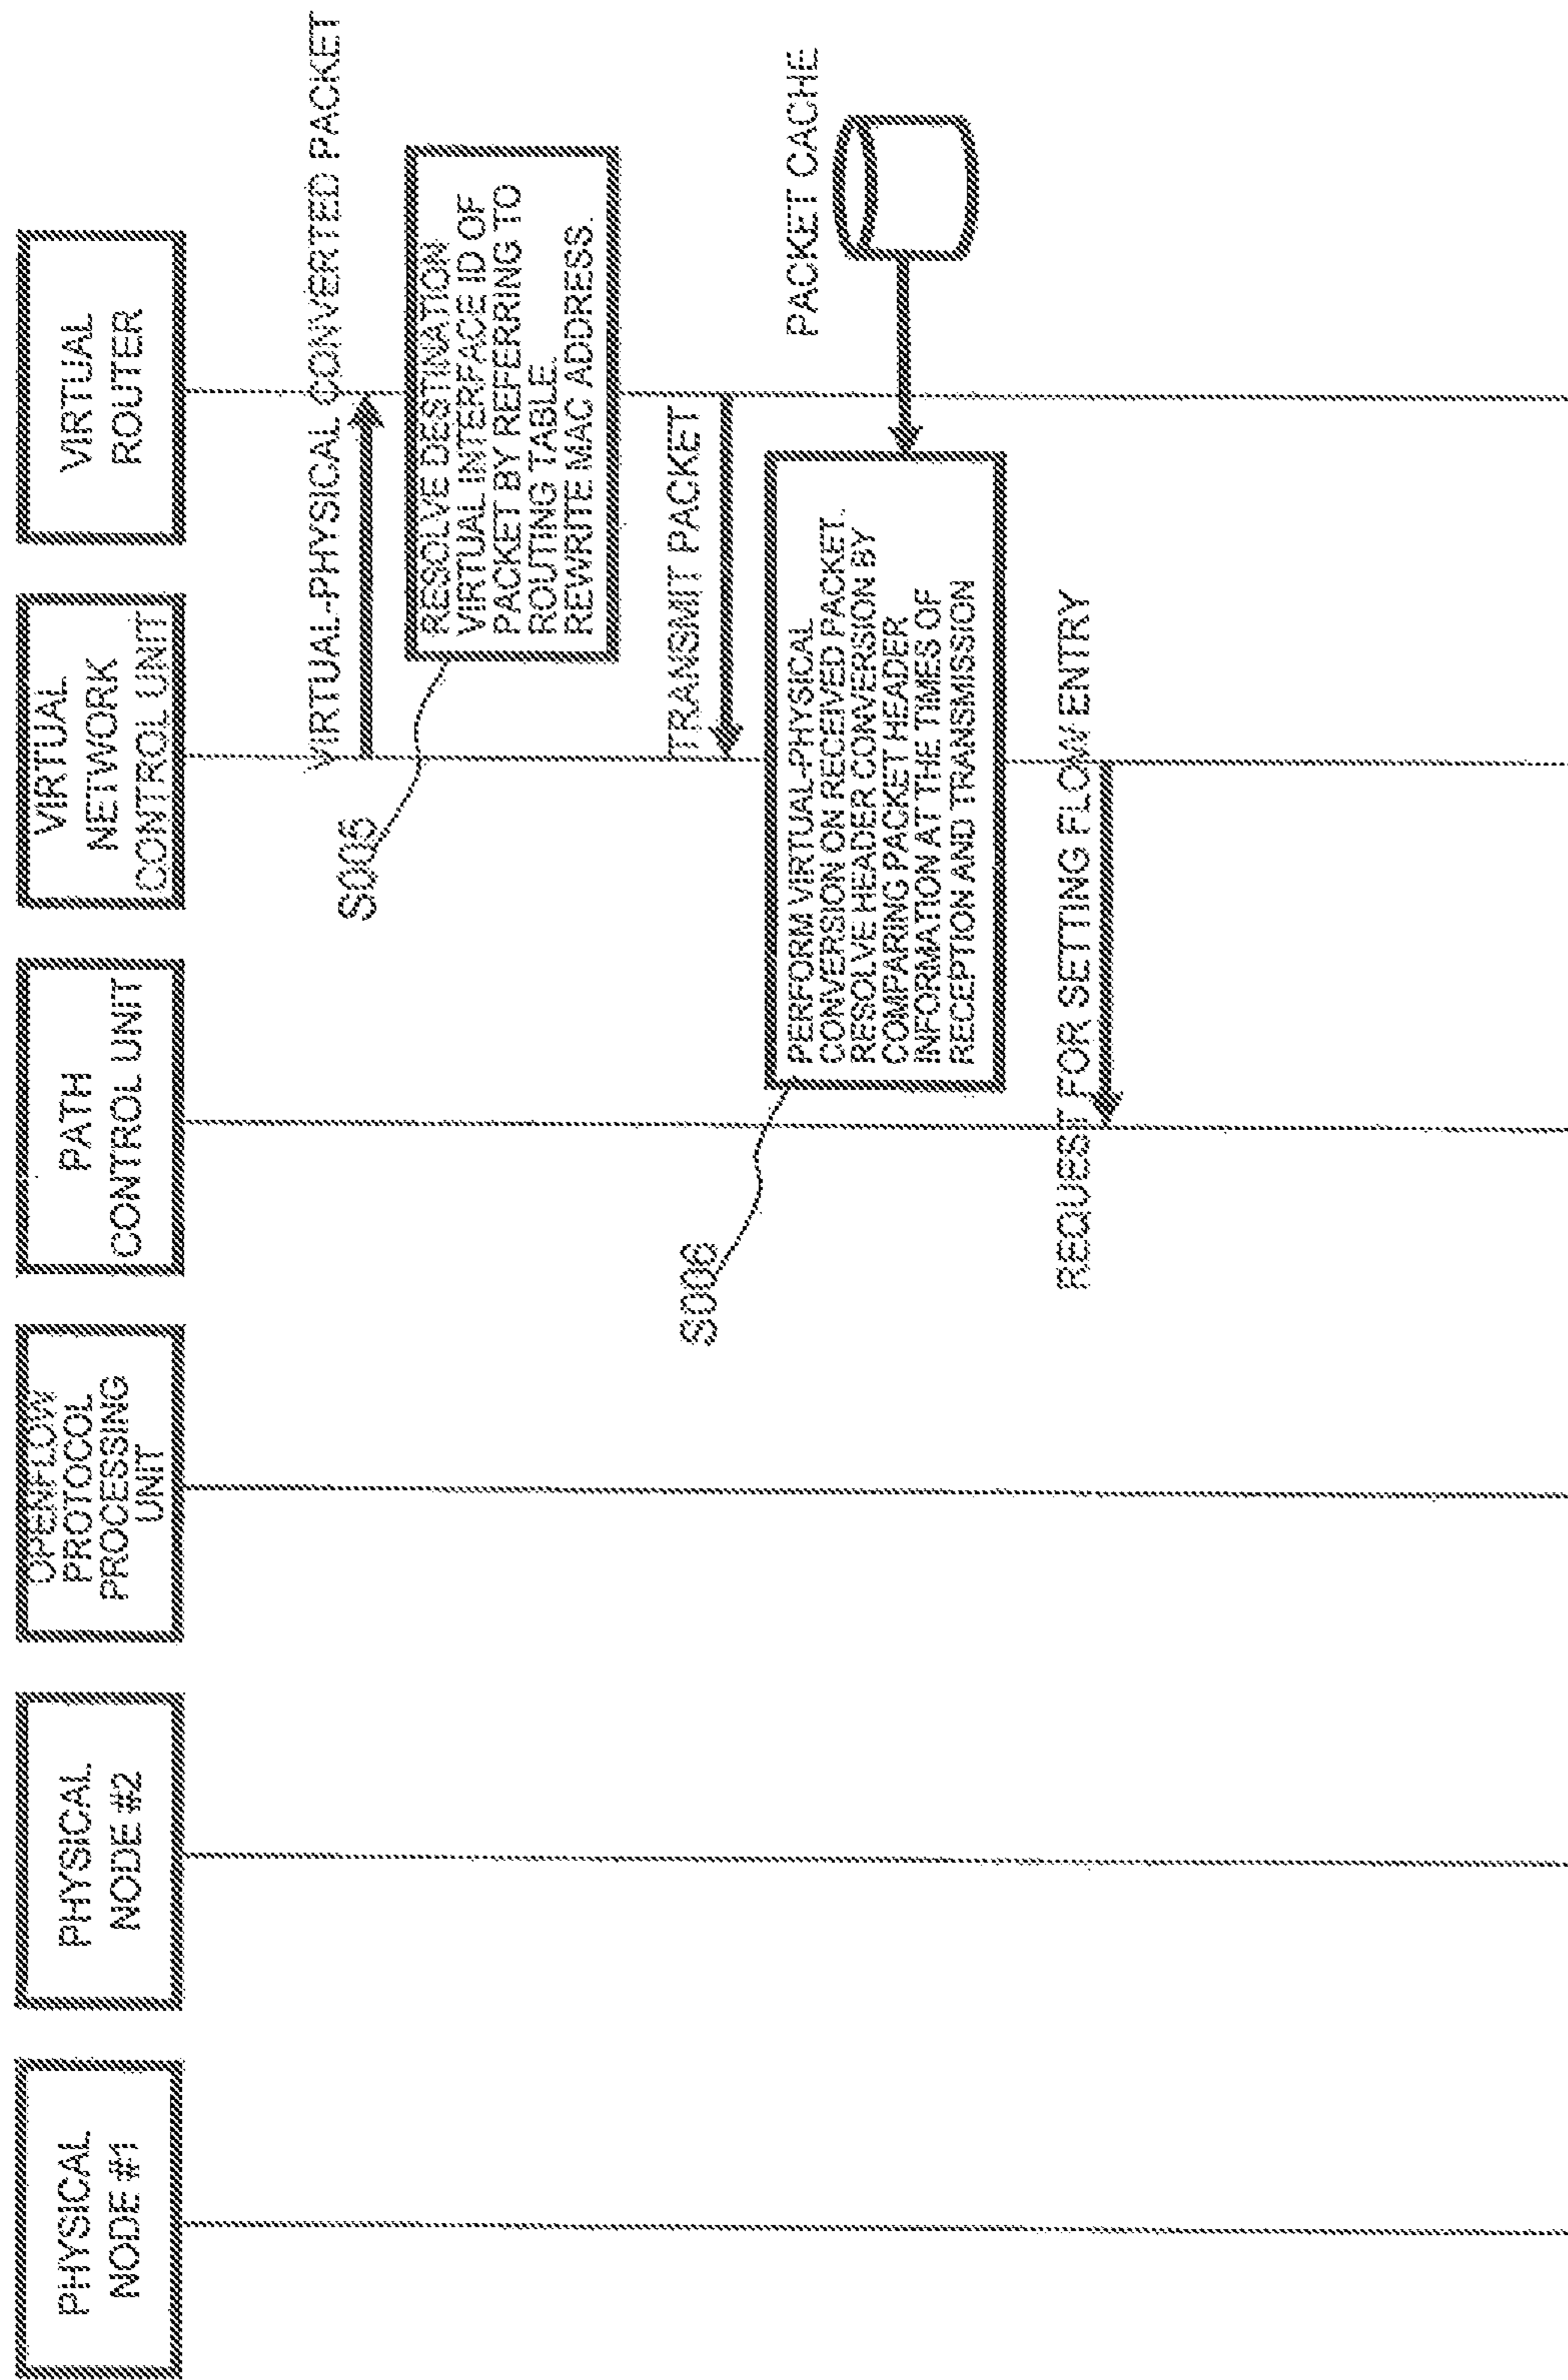 PHYSICAL
NODE #1
PHYSICAL
NODE #2
OPENFLOW
PROTOCOL
PROCESSING
UNIT
PATH
CONTROL UNIT
VIRTUAL
NETWORK
CONTROL UNIT
VIRTUAL
ROUTER
VIRTUAL-PHYSICAL CONVERTED PACKET
S005
RESOLVE DESTINATION
VIRTUAL INTERFACE ID OF
PACKET BY REFERRING TO
ROUTING TABLE.
REWRITE MAC ADDRESS.
TRANSMIT PACKET
PACKET CACHE
S006
PERFORM VIRTUAL-PHYSICAL
CONVERSION ON RECEIVED PACKET.
RESOLVE HEADER CONVERSION BY
COMPARING PACKET HEADER
INFORMATION AT THE TIMES OF
RECEPTION AND TRANSMISSION
REQUEST FOR SETTING FLOW ENTRY